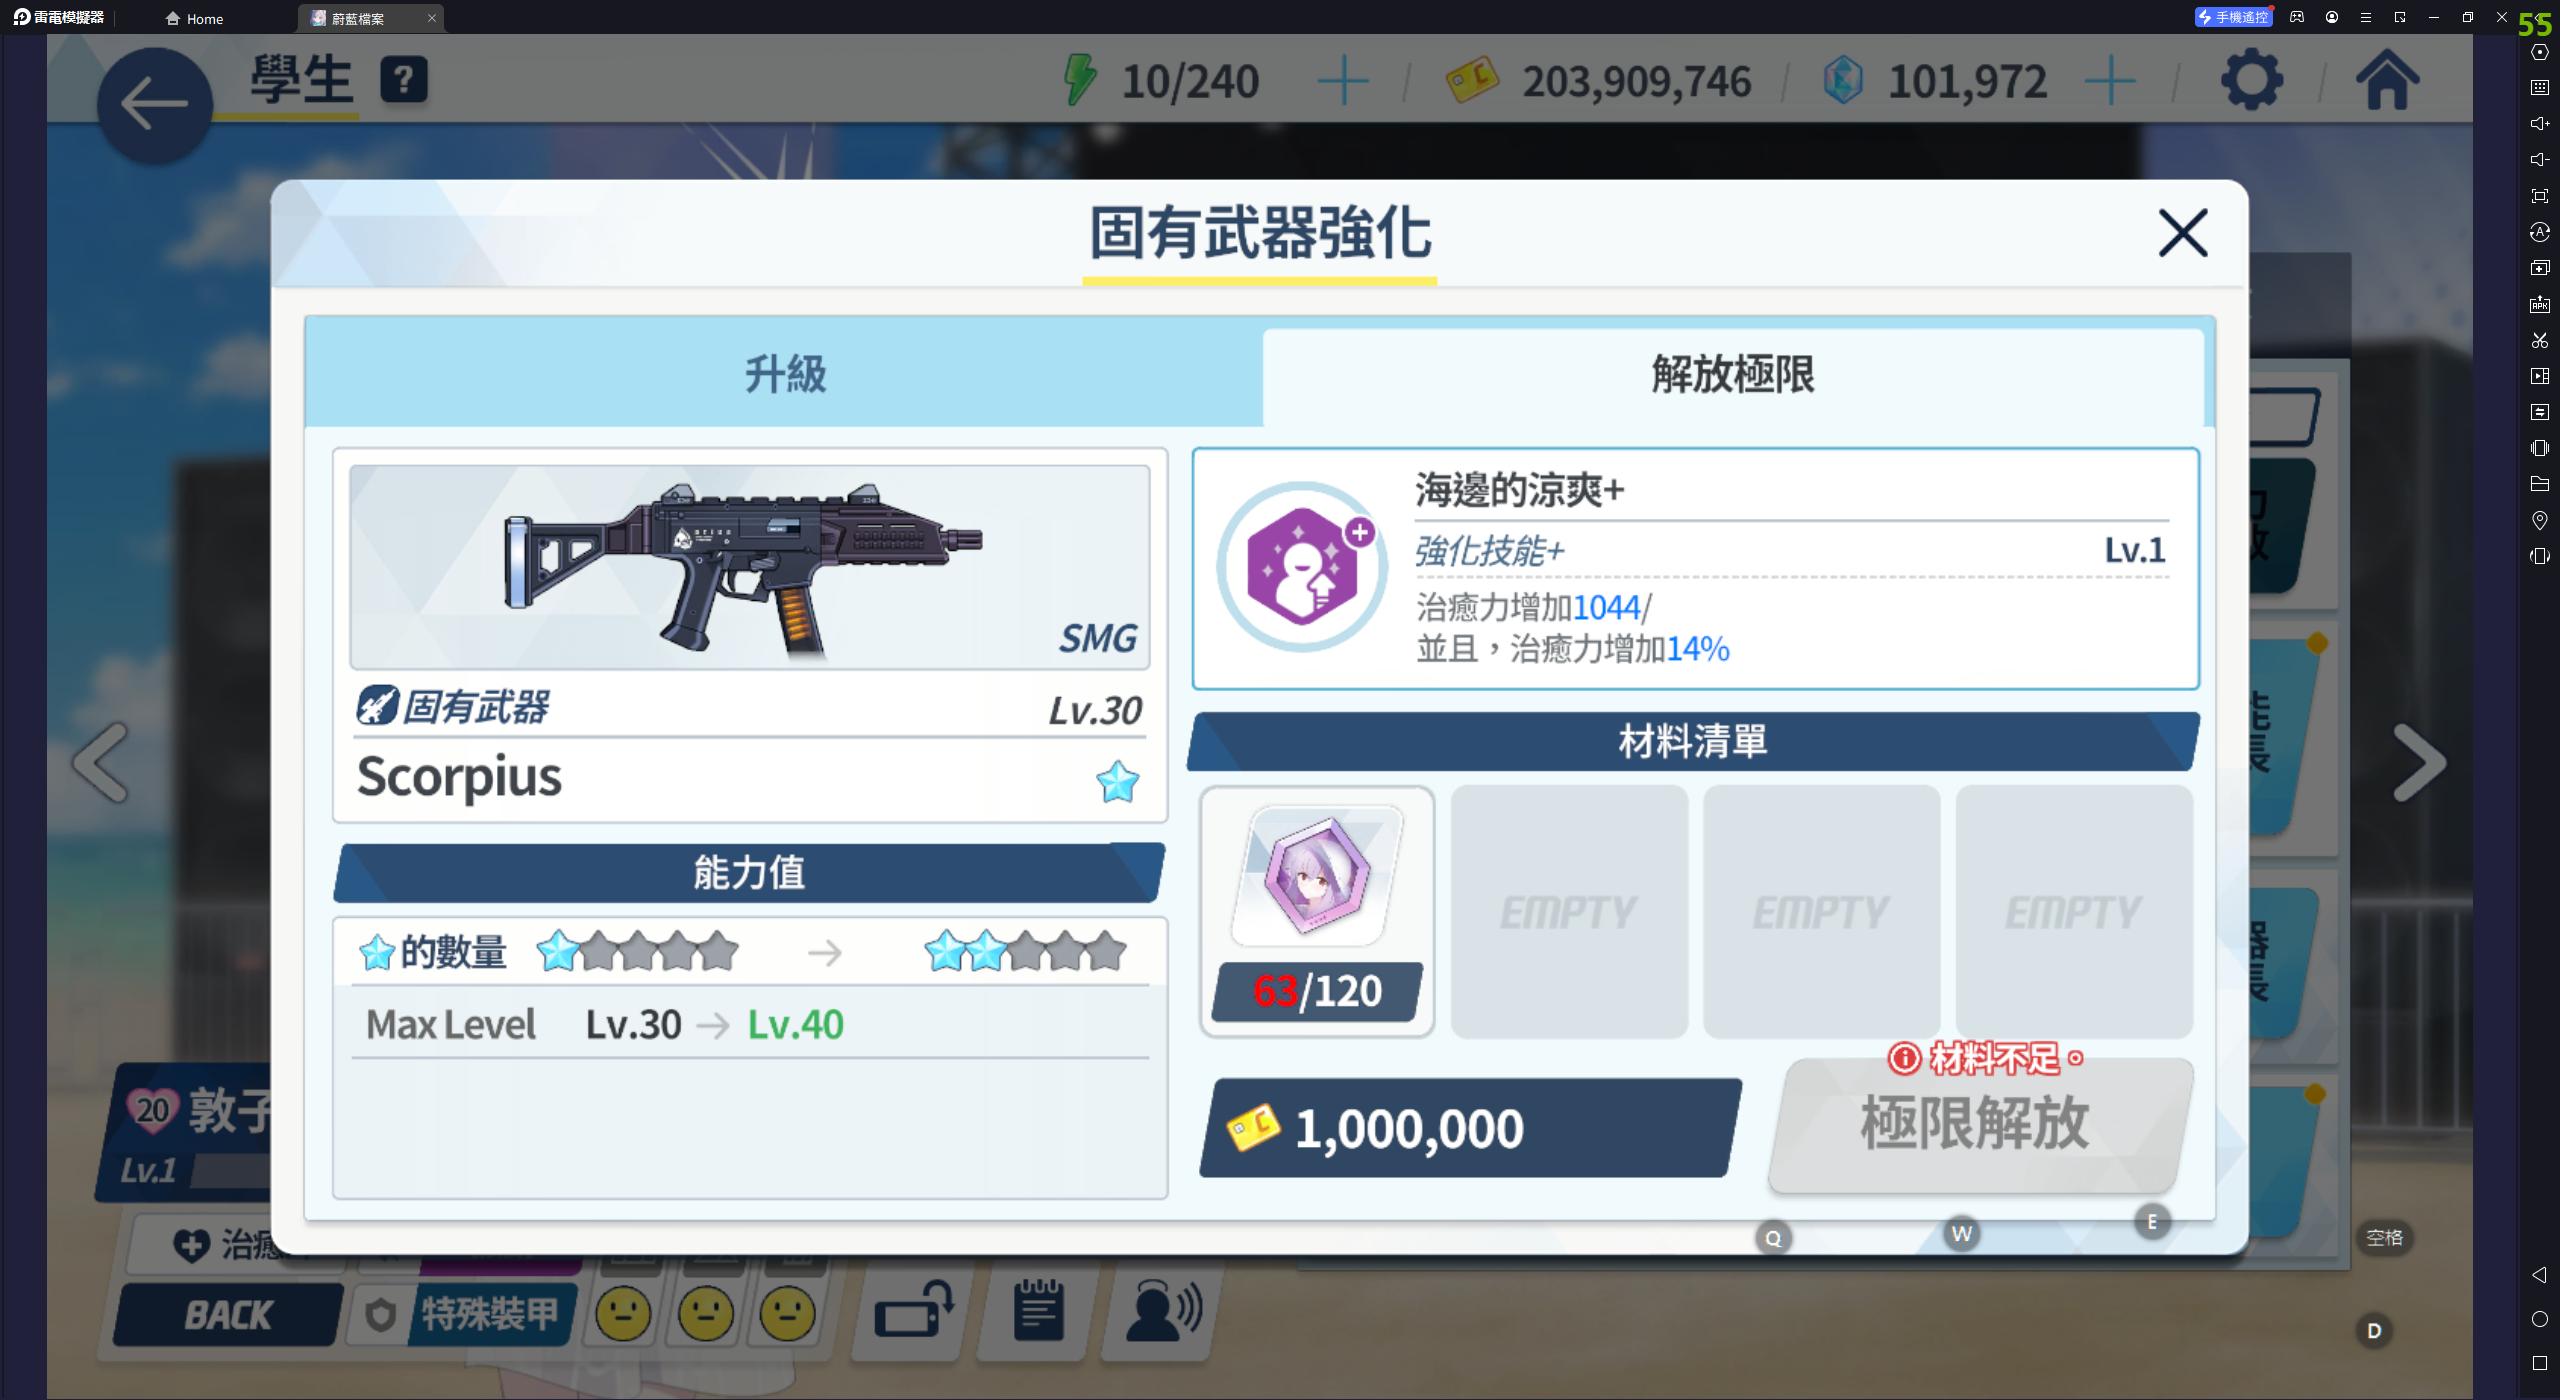 雷電模擬器
Home
蔚藍檔案
手機遙控
55
學生
?
10/240
203,909,746
101,972
固有武器強化
升級
解放極限
SMG
固有武器
Lv.30
Scorpius
能力值
的數量
Max Level Lv.30 → Lv.40
海邊的涼爽+
強化技能+
Lv.1
治癒力增加1044/
並且，治癒力增加14%
材料清單
63/120
EMPTY
EMPTY
EMPTY
材料不足。
1,000,000
極限解放
20 敦子
Lv.1
治癒
BACK
特殊裝甲
Q
W
E
空格
D